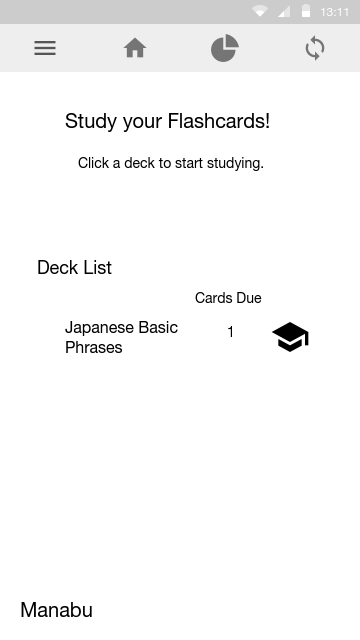 13:11
Study your Flashcards!
Click a deck to start studying.
Deck List
Cards Due
Japanese Basic
Phrases
1
Manabu